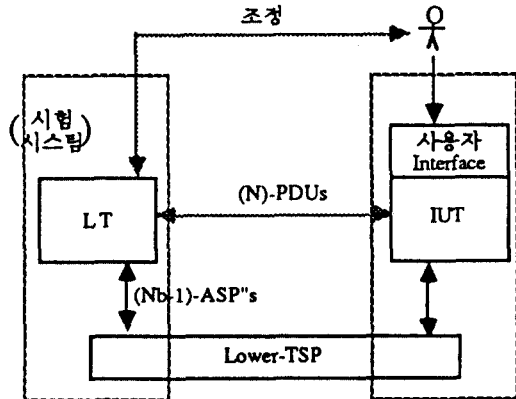 조정
(시험
시스템)
사용자
Interface
LT
(N)-PDUs
IUT
(Nb-1)-ASP"s
Lower-TSP